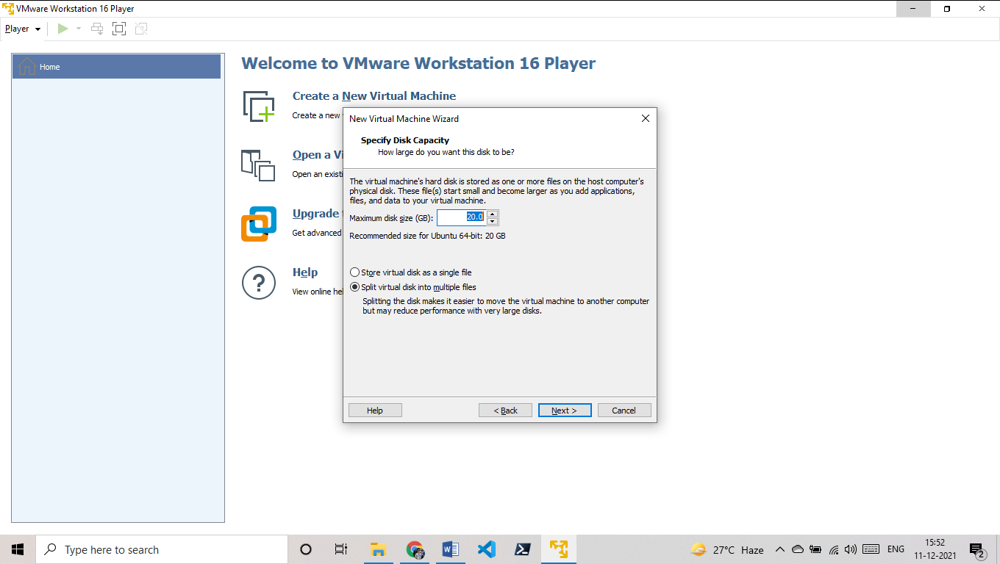 VMware Workstation 16 Player
Player
Home
Welcome to VMware Workstation 16 Player
Create a New Virtual Machine
Create a new
Open a Vi
Open an existi
Upgrade
Get advanced
Help
View online he
New Virtual Machine Wizard
Specify Disk Capacity
How large do you want this disk to be?
The virtual machine's hard disk is stored as one or more files on the host computer's
physical disk. These file(s) start small and become larger as you add applications,
files, and data to your virtual machine.
Maximum disk size (GB): 20.0
Recommended size for Ubuntu 64-bit: 20 GB
Store virtual disk as a single file
Split virtual disk into multiple files
Splitting the disk makes it easier to move the virtual machine to another computer
but may reduce performance with very large disks.
Help < Back Next > Cancel
Type here to search
27°C Haze
ENG
15:52
11-12-2021
2